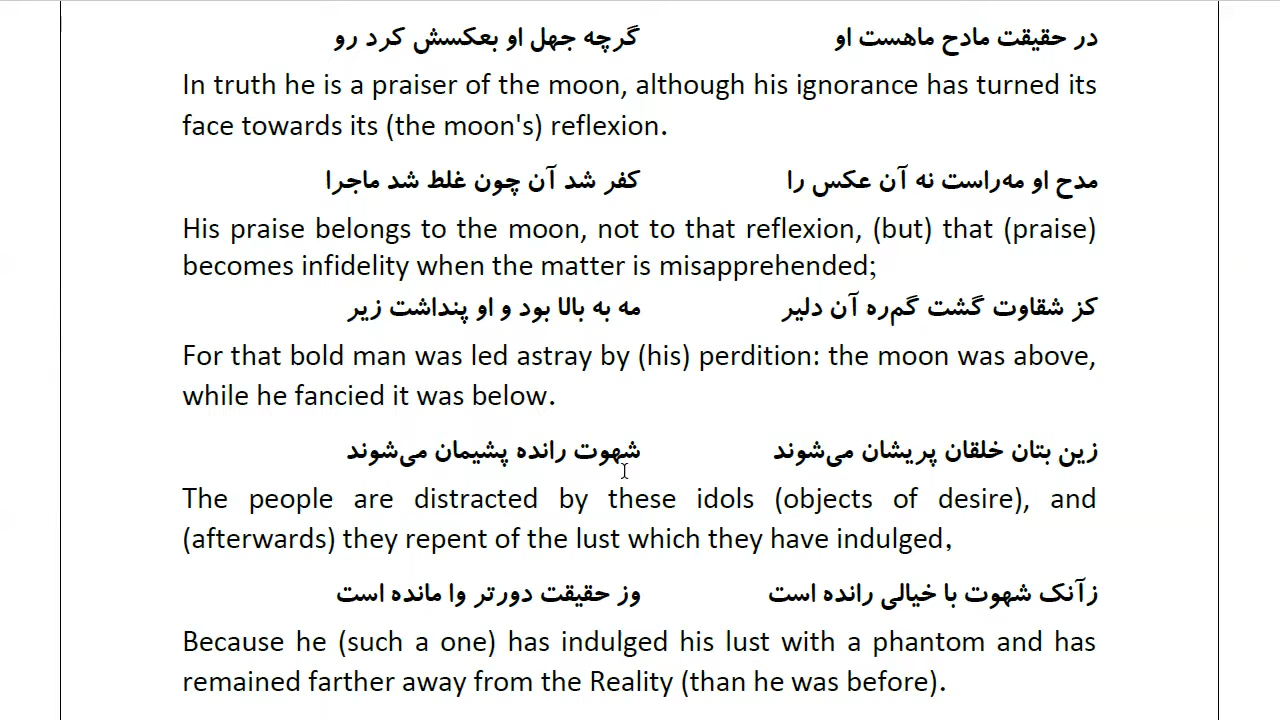 در حقیقت مادح ماهست او گرچه جهل او بعکسش کرد رو
In truth he is a praiser of the moon, although his ignorance has turned its
face towards its (the moon's) reflexion.
مدح او مه‌راست نه آن عکس را کفر شد آن چون غلط شد ماجرا
His praise belongs to the moon, not to that reflexion, (but) that (praise)
becomes infidelity when the matter is misapprehended;
کز شقاوت گشت گم‌ره آن دلیر مه به بالا بود و او پنداشت زیر
For that bold man was led astray by (his) perdition: the moon was above,
while he fancied it was below.
زین بتان خلقان پریشان می‌شوند شهوت رانده پشیمان می‌شوند
The people are distracted by these idols (objects of desire), and
(afterwards) they repent of the lust which they have indulged,
زآنک شهوت با خیالی رانده است وز حقیقت دورتر وا مانده است
Because he (such a one) has indulged his lust with a phantom and has
remained farther away from the Reality (than he was before).